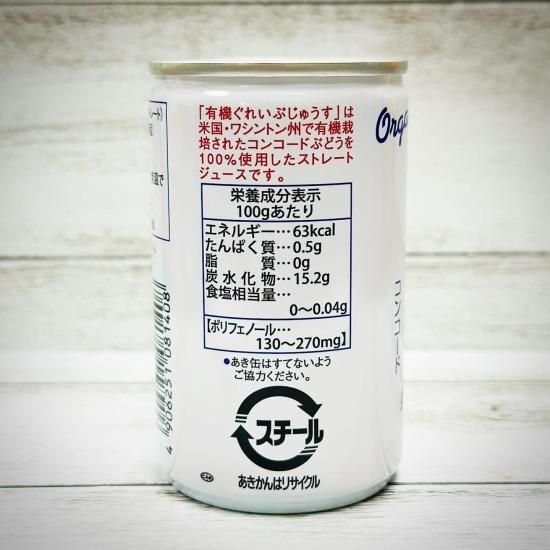 「有機ぐれいぷじゅうす」は
米国・ワシントン州で有機栽
培されたコンコードぶどうを
100%使用したストレート
ジュースです。
栄養成分表示
100gあたり
エネルギー…63kcal
たんぱく質…0.5g
脂 質…0g
炭水化物…15.2g
食塩相当量…
0～0.04g
【ポリフェノール…
130～270mg】
●あき缶はすてないよう
ご協力ください。
スチール
あきかんはリサイクル
4 906251 081408
Orga
コンコード